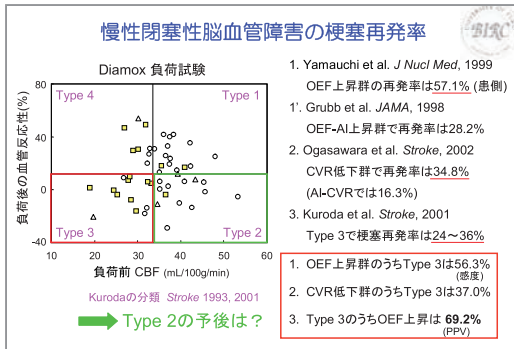 慢性閉塞性脳血管障害の梗塞再発率
BIRC
Diamox 負荷試験
負荷後の血管反応性(%)
80
40
0
-40
Type 4
Type 1
Type 3
Type 2
10
20
30
40
50
60
負荷前 CBF (mL/100g/min)
Kurodaの分類 Stroke 1993, 2001
Type 2の予後は？
1. Yamauchi et al. J Nucl Med, 1999
OEF上昇群の再発率は57.1% (患側)
1'. Grubb et al. JAMA, 1998
OEF-AI上昇群で再発率は28.2%
2. Ogasawara et al. Stroke, 2002
CVR低下群で再発率は34.8%
(AI-CVRでは16.3%)
3. Kuroda et al. Stroke, 2001
Type 3で梗塞再発率は24～36%
1. OEF上昇群のうちType 3は56.3%
(感度)
2. CVR低下群のうちType 3は37.0%
3. Type 3のうちOEF上昇は 69.2%
(PPV)